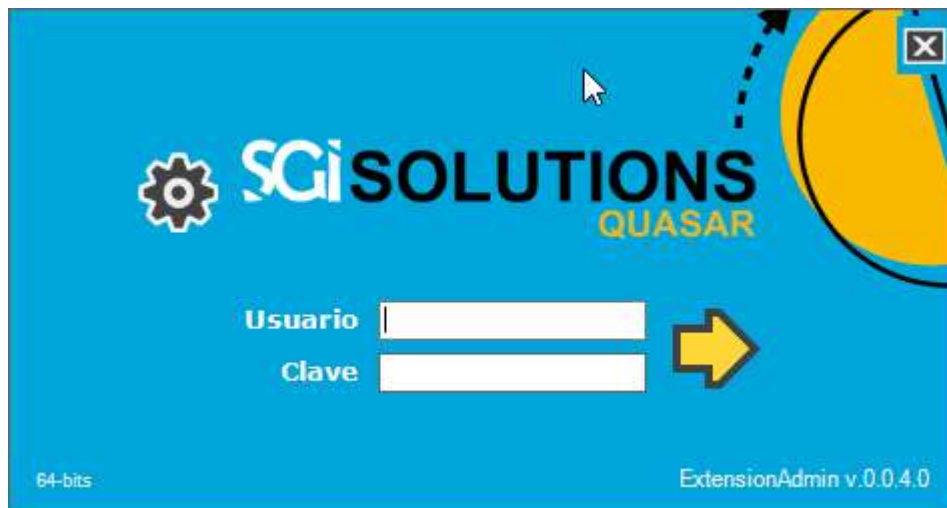 SGi SOLUTIONS
QUASAR
Usuario
Clave
64-bits
ExtensionAdmin v.0.0.4.0